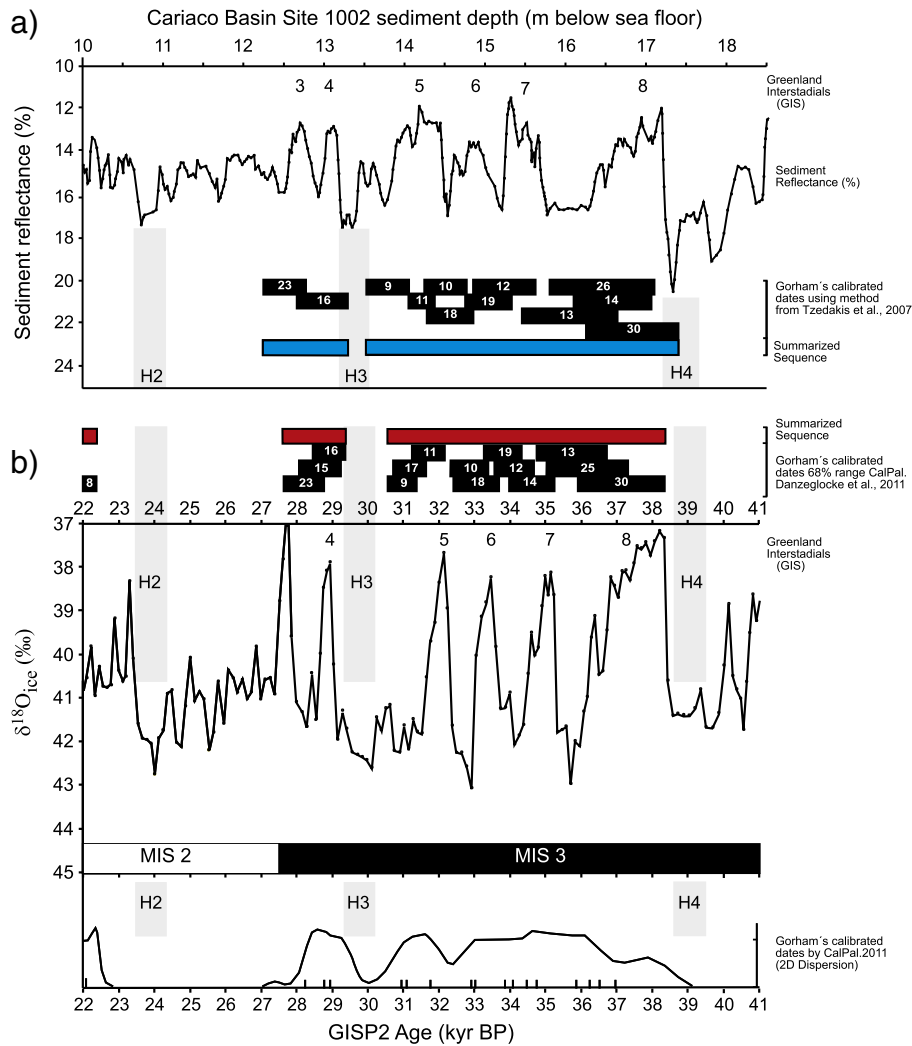 Cariaco Basin Site 1002 sediment depth (m below sea floor)
a)
10 11 12 13 14 15 16 17 18
10
12
14
16
18
20
22
24
Sediment reflectance (%)
3 4 5 6 7 8
Greenland
Interstadials
(GIS)
Sediment
Reflectance (%)
23 9 10 12 26
16 11 19 14
18 13
30
Gorham´s calibrated
dates using method
from Tzedakis et al., 2007
Summarized
Sequence
H2 H3 H4
b)
Summarized
Sequence
16 11 19 13
15 17 10 12 25
8 23 9 18 14 30
Gorham´s calibrated
dates 68% range CalPal.
Danzeglocke et al., 2011
22 23 24 25 26 27 28 29 30 31 32 33 34 35 36 37 38 39 40 41
37
38
39
40
41
42
43
44
45
δ18Oice (‰)
4 5 6 7 8
Greenland
Interstadials
(GIS)
H2 H3 H4
MIS 2 MIS 3
H2 H3 H4
Gorham´s calibrated
dates by CalPal.2011
(2D Dispersion)
22 23 24 25 26 27 28 29 30 31 32 33 34 35 36 37 38 39 40 41
GISP2 Age (kyr BP)